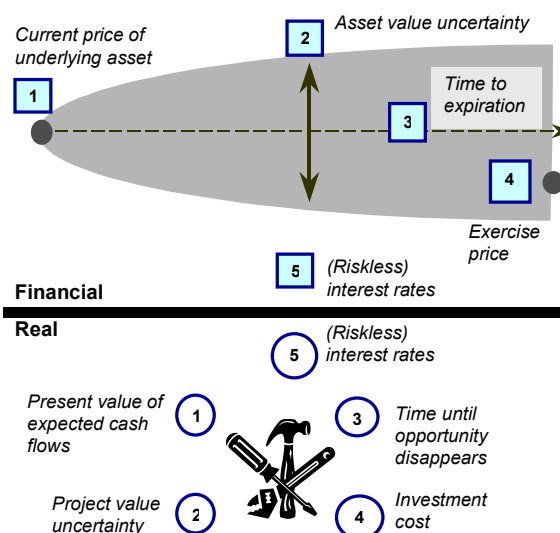 Current price of
underlying asset
2
Asset value uncertainty
1
Time to
expiration
3
4
Exercise
price
5
(Riskless)
interest rates
Financial
Real
5
(Riskless)
interest rates
Present value of
expected cash
flows
1
3
Time until
opportunity
disappears
Project value
uncertainty
2
4
Investment
cost